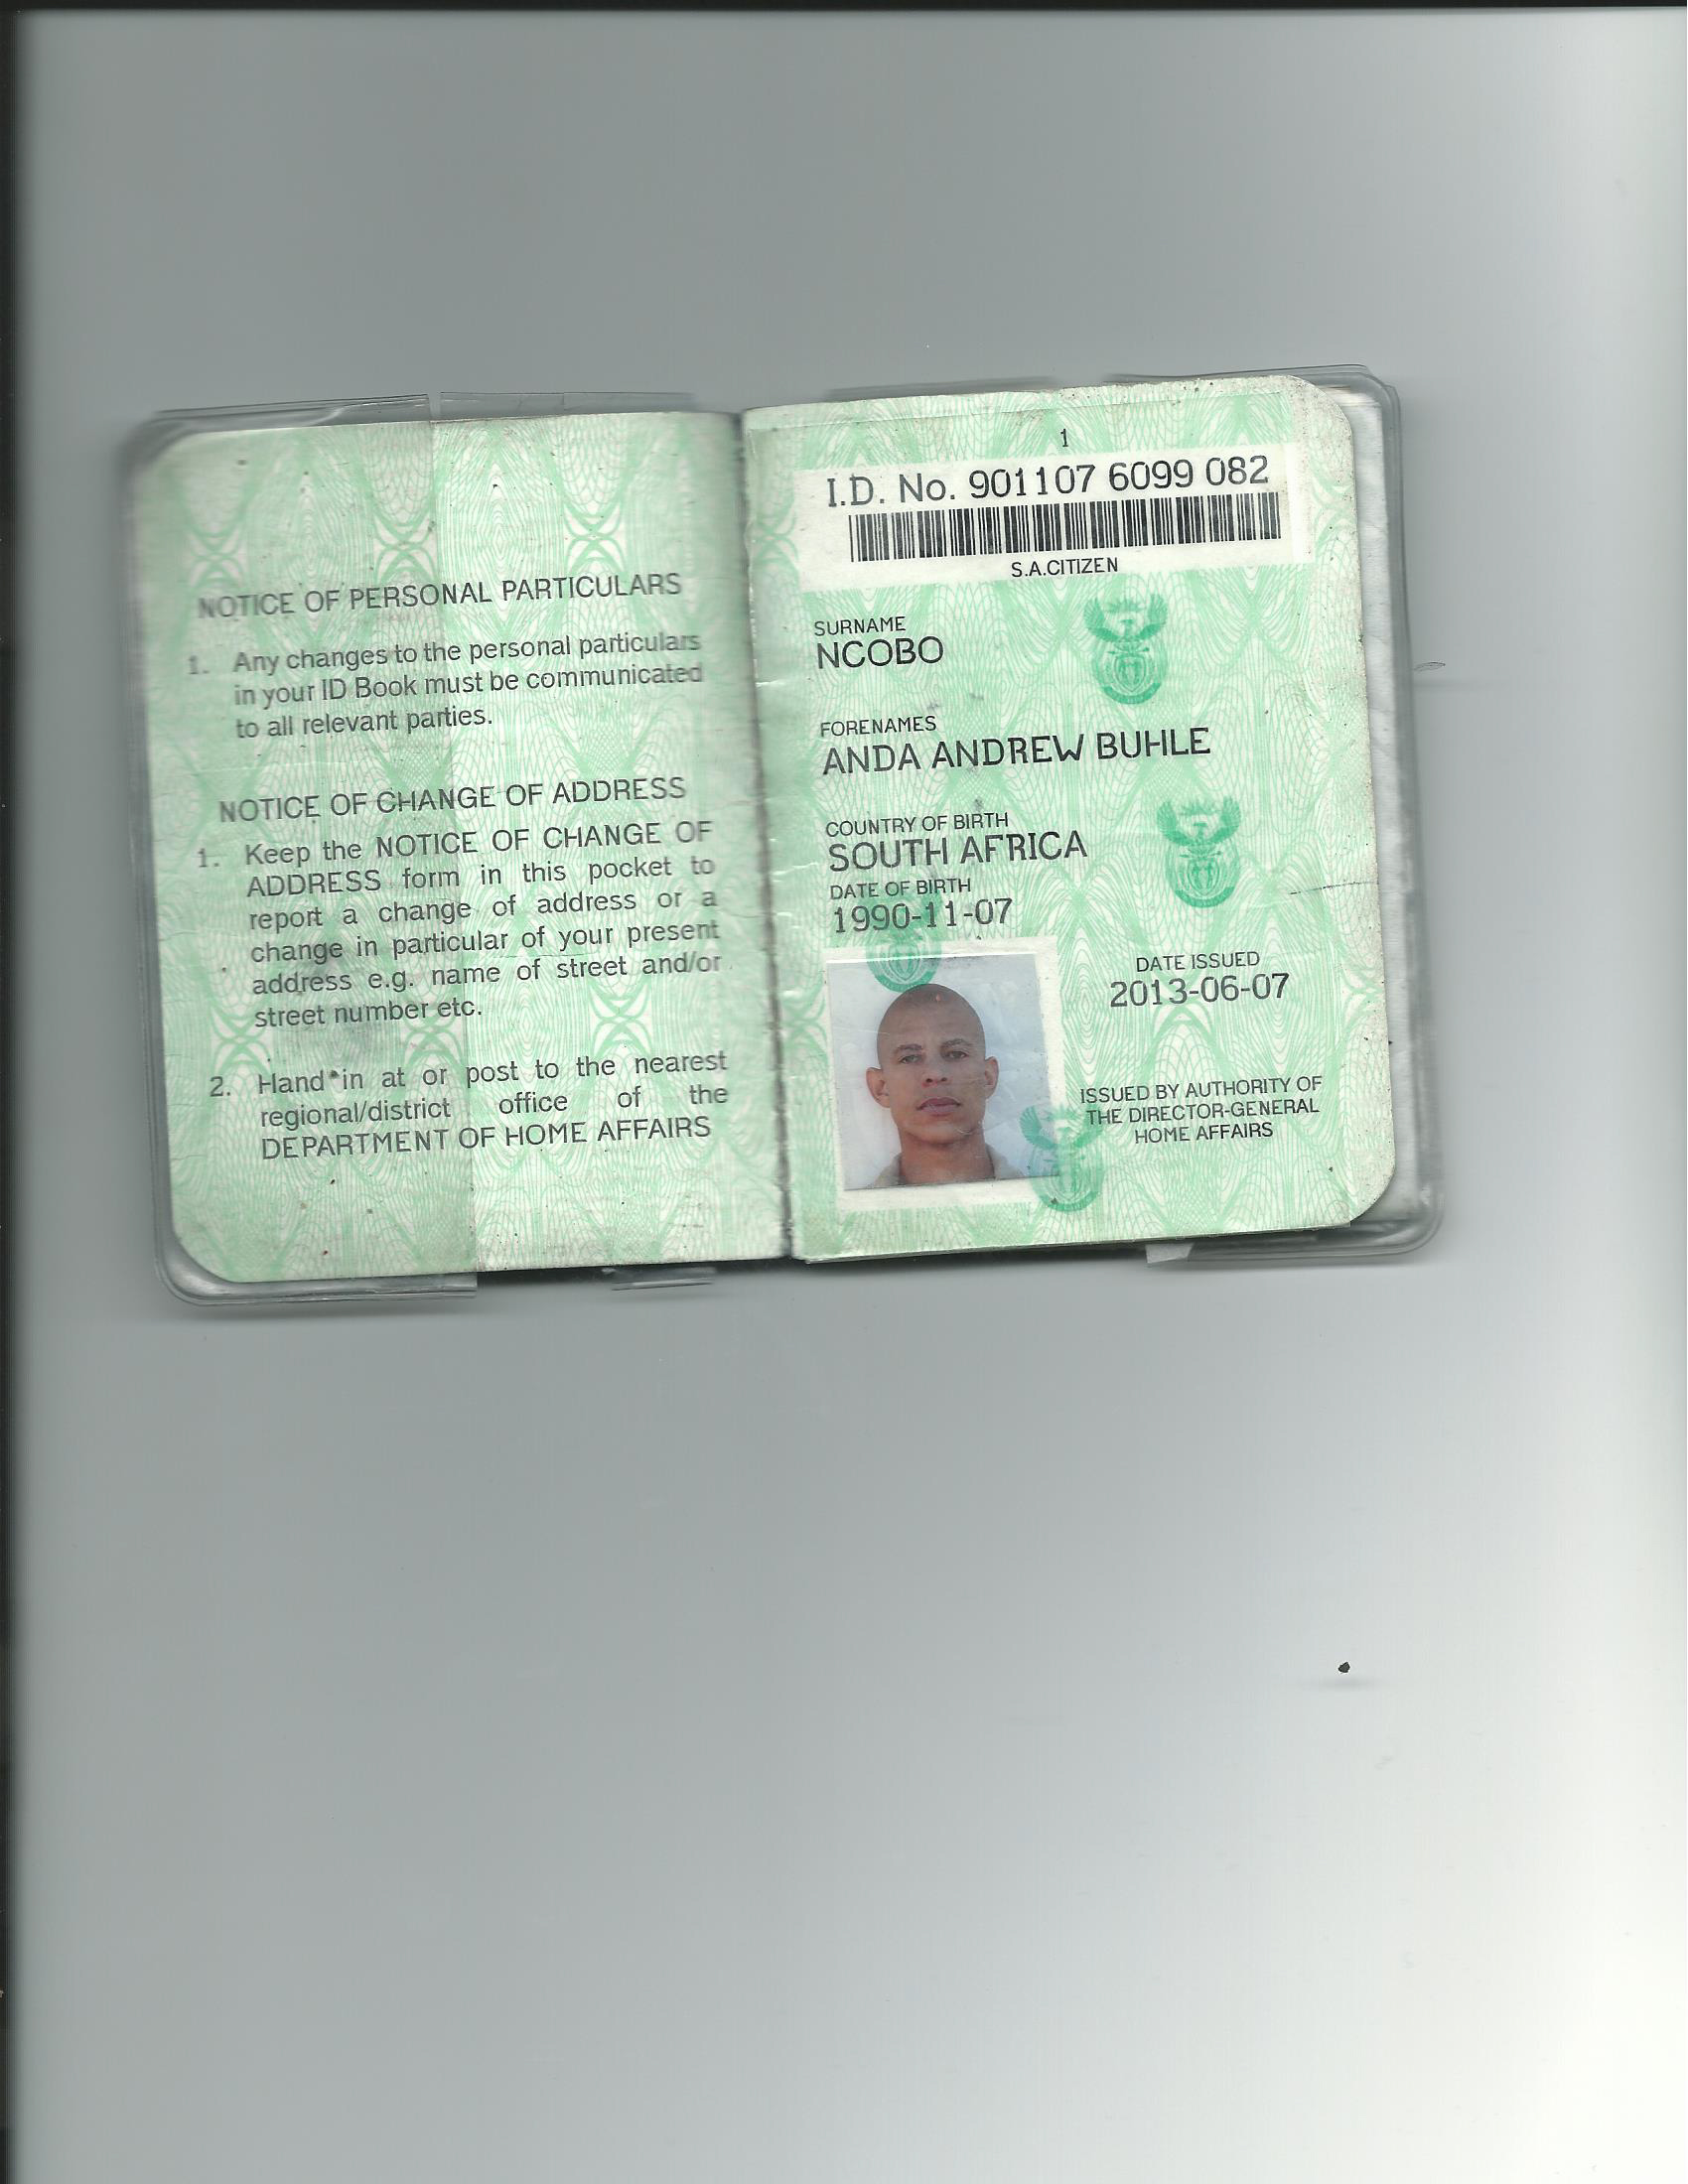 NOTICE OF PERSONAL PARTICULARS
1. Any changes to the personal particulars
in your ID Book must be communicated
to all relevant parties.
NOTICE OF CHANGE OF ADDRESS
1. Keep the NOTICE OF CHANGE OF
ADDRESS form in this pocket to
report a change of address or a
change in particular of your present
address e.g. name of street and/or
street number etc.
2. Hand in at or post to the nearest
regional/district office of the
DEPARTMENT OF HOME AFFAIRS
1
I.D. No. 901107 6099 082
S.A.CITIZEN
SURNAME
NCOBO
FORENAMES
ANDA ANDREW BUHLE
COUNTRY OF BIRTH
SOUTH AFRICA
DATE OF BIRTH
1990-11-07
DATE ISSUED
2013-06-07
ISSUED BY AUTHORITY OF
THE DIRECTOR-GENERAL
HOME AFFAIRS